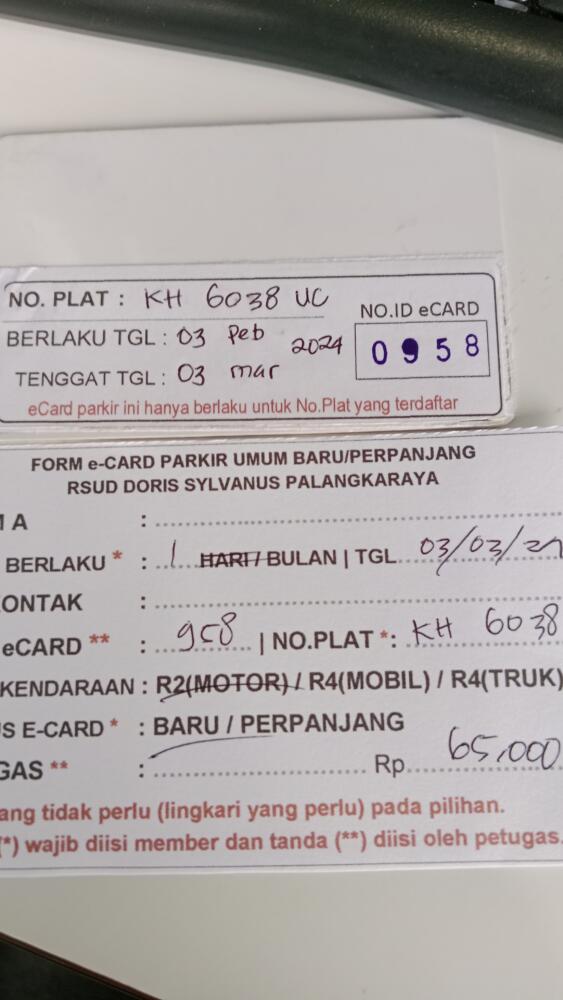 NO. PLAT : KH 6038 UC
NO.ID eCARD
BERLAKU TGL : 03 Peb 2024
0958
TENGGAT TGL : 03 mar
eCard parkir ini hanya berlaku untuk No.Plat yang terdaftar
FORM e-CARD PARKIR UMUM BARU/PERPANJANG
RSUD DORIS SYLVANUS PALANGKARAYA
A :
BERLAKU * : 1 HARI / BULAN | TGL 03/03/
ONTAK :
eCARD ** : 958 | NO.PLAT *: KH 6038
KENDARAAN : R2(MOTOR) / R4(MOBIL) / R4(TRUK)
S E-CARD * : BARU / PERPANJANG
GAS ** : Rp 65,000
ang tidak perlu (lingkari yang perlu) pada pilihan.
(*) wajib diisi member dan tanda (**) diisi oleh petugas.